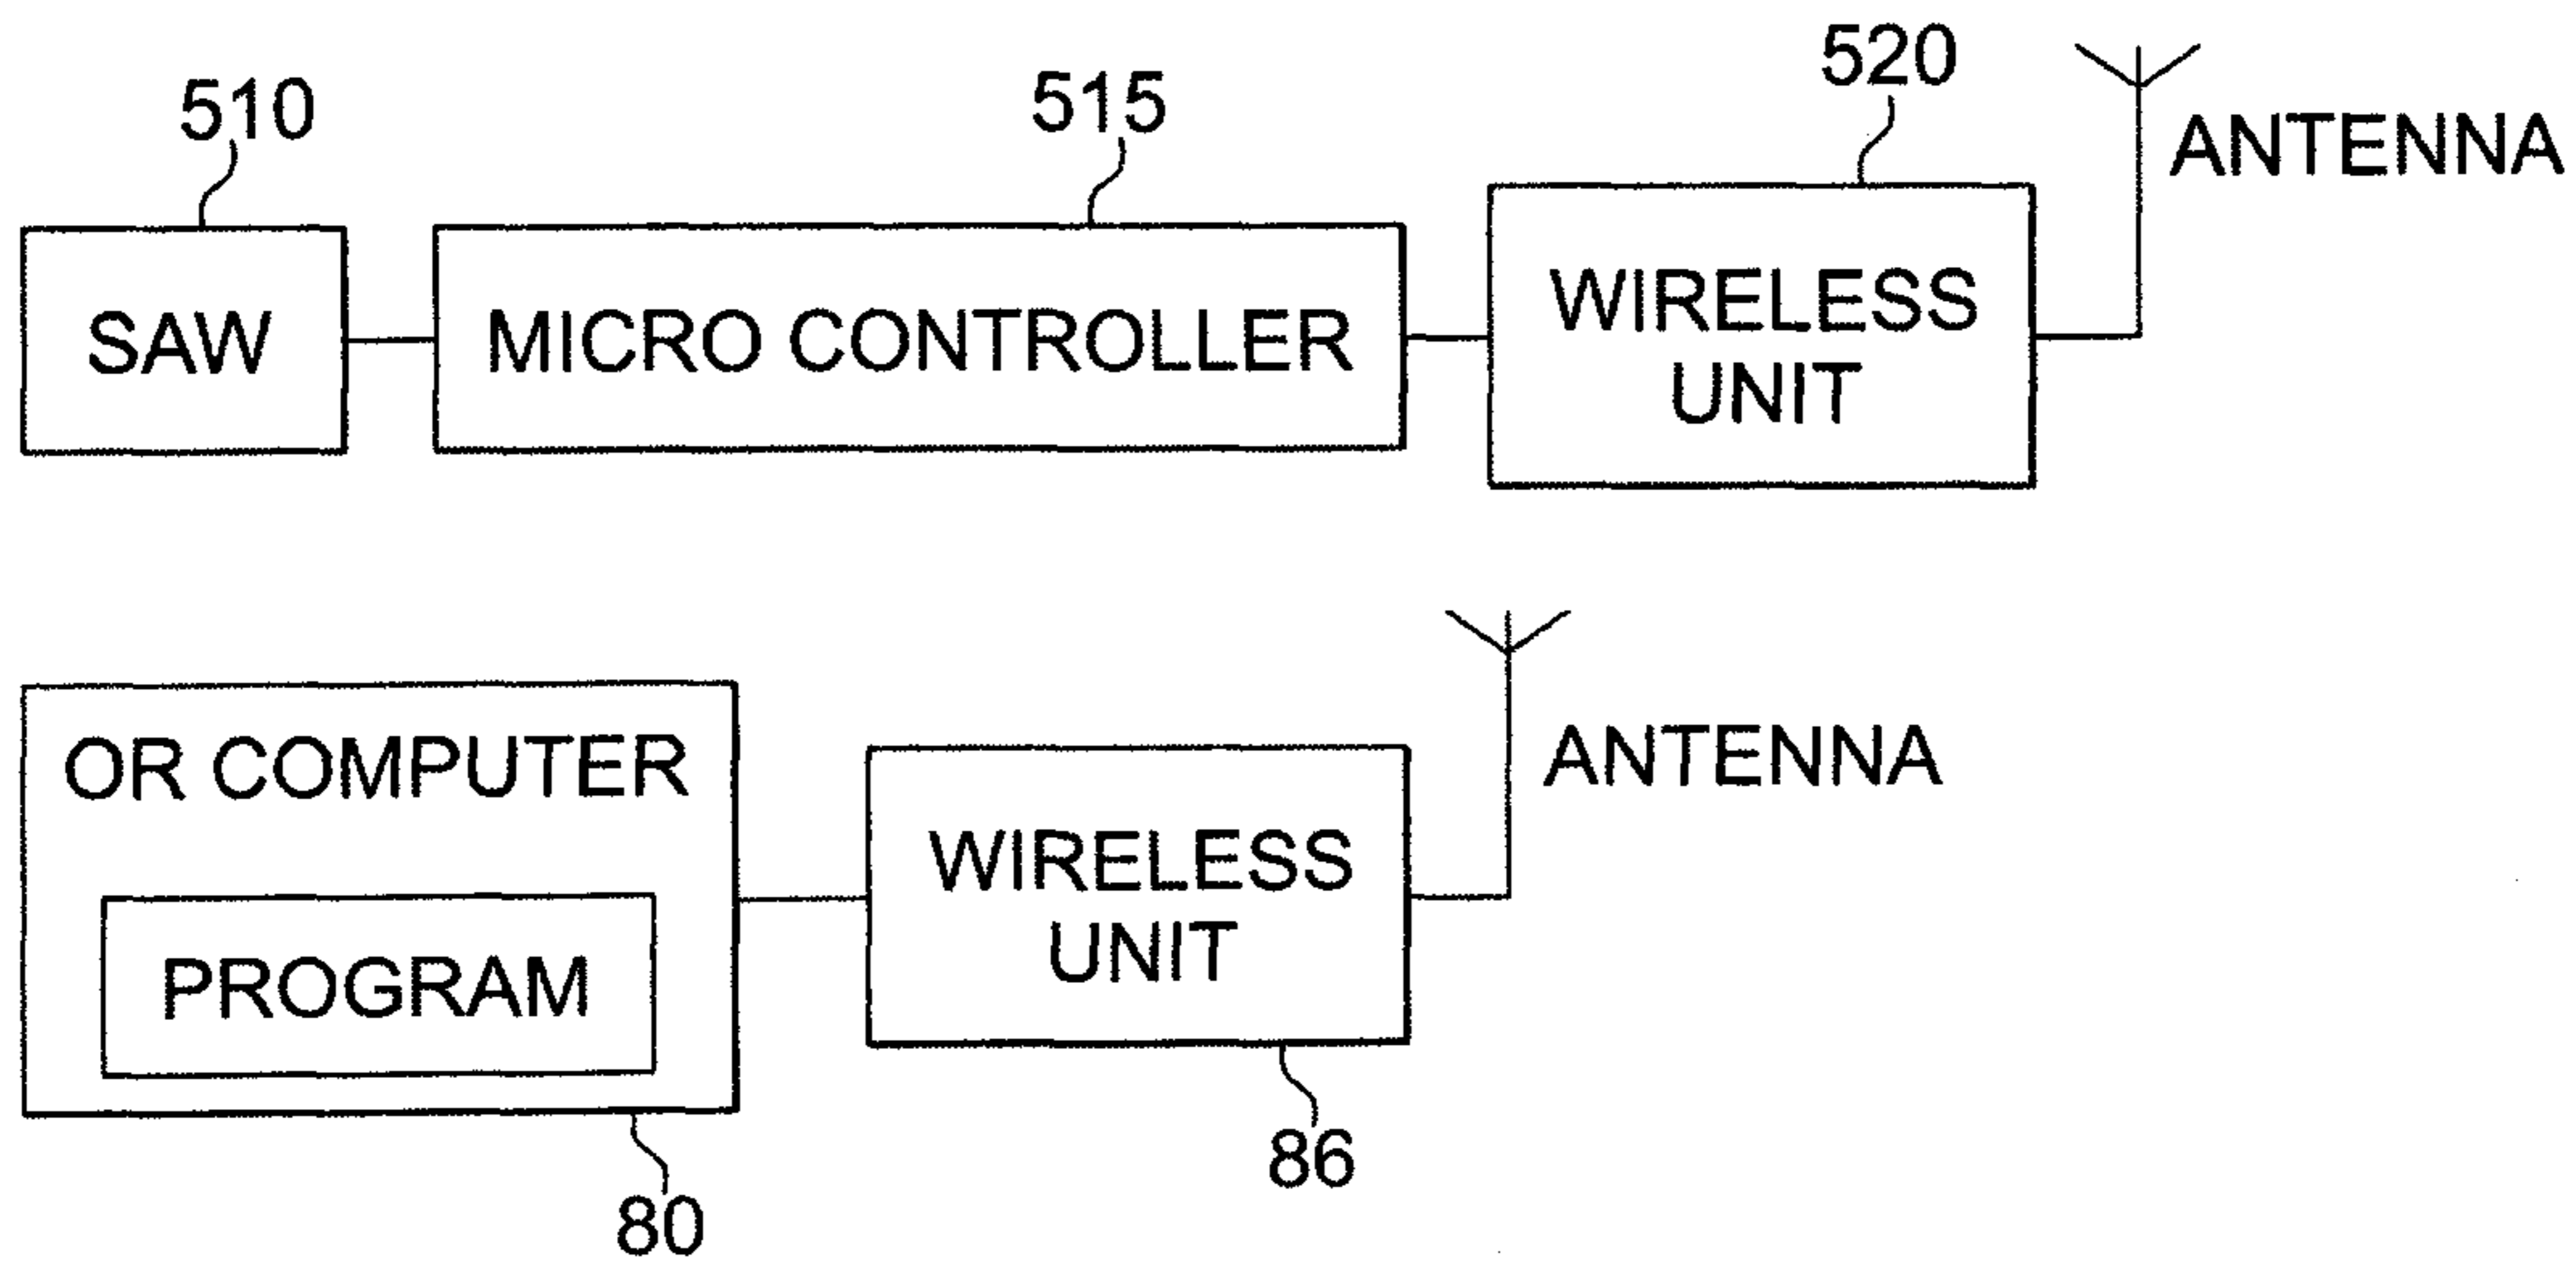 510
515
520
ANTENNA
SAW
MICRO CONTROLLER
WIRELESS
UNIT
OR COMPUTER
PROGRAM
WIRELESS
UNIT
ANTENNA
80
86